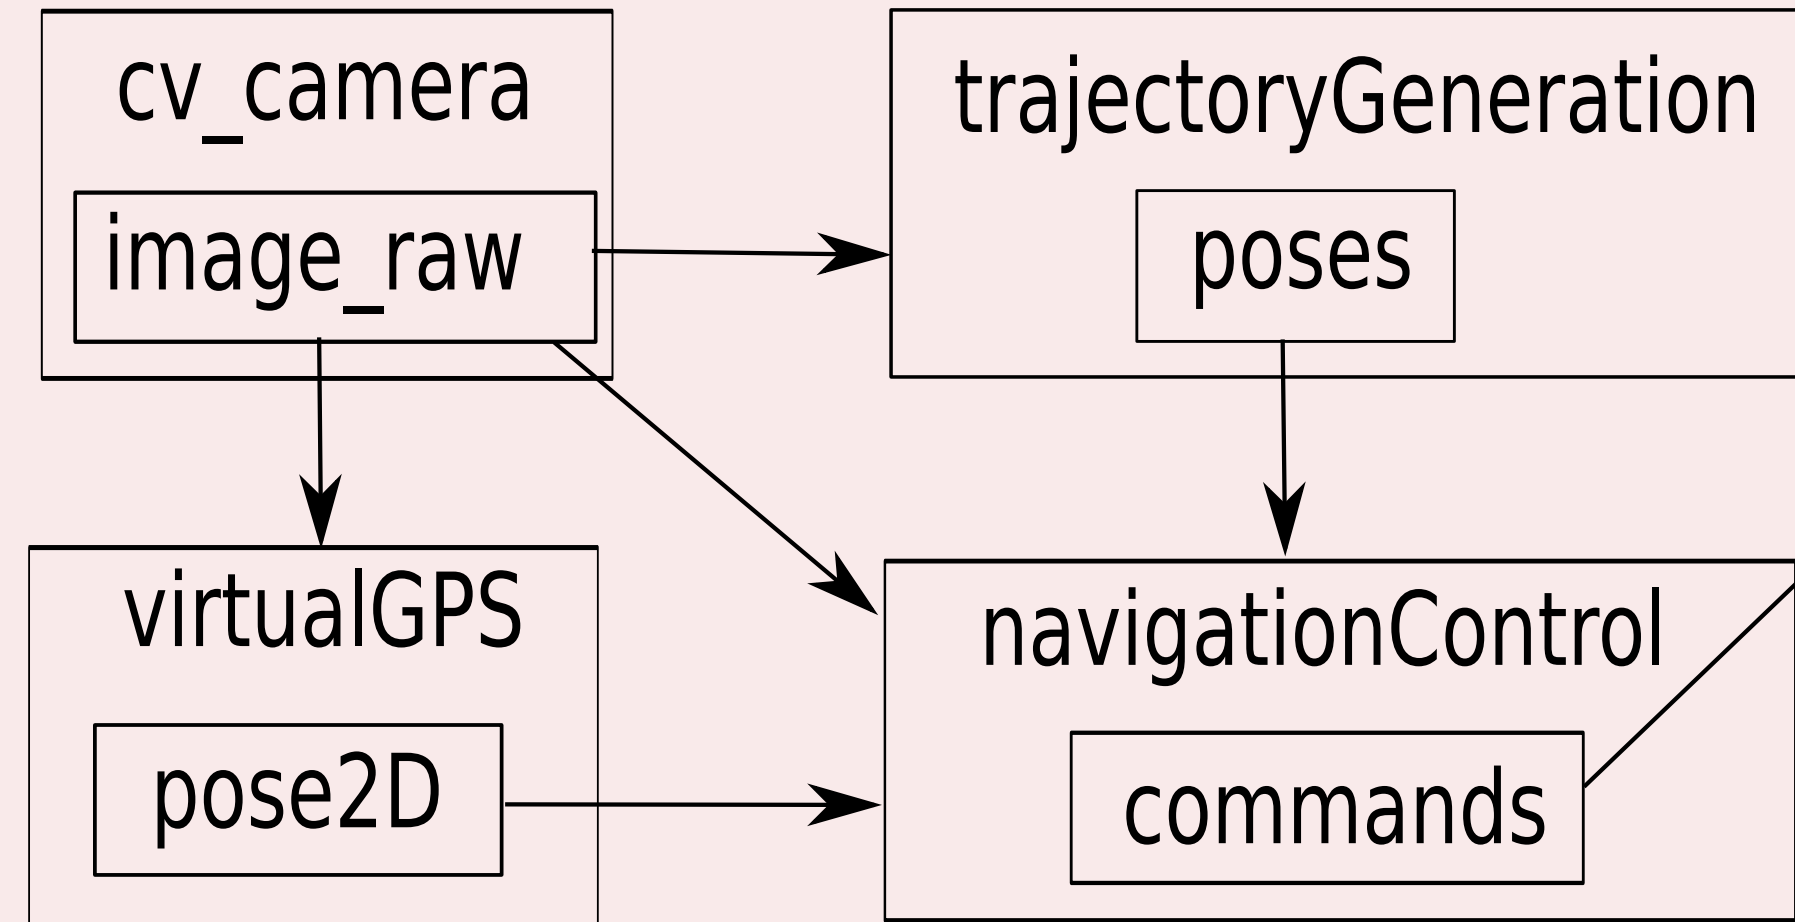 cv_camera
image_raw
trajectoryGeneration
poses
virtualGPS
pose2D
navigationControl
commands